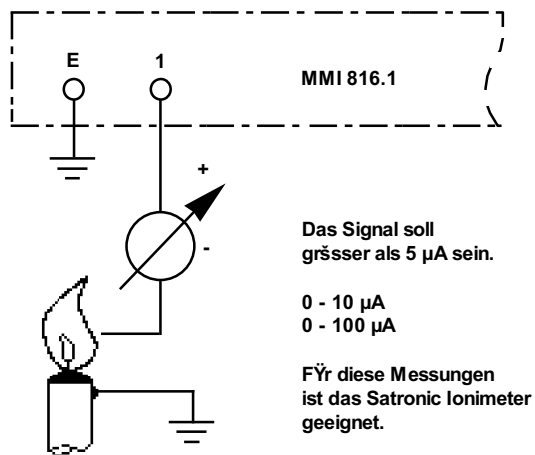 E 1
MMI 816.1
+
-
Das Signal soll
gršsser als 5 µA sein.
0 - 10 µA
0 - 100 µA
FŸr diese Messungen
ist das Satronic Ionimeter
geeignet.